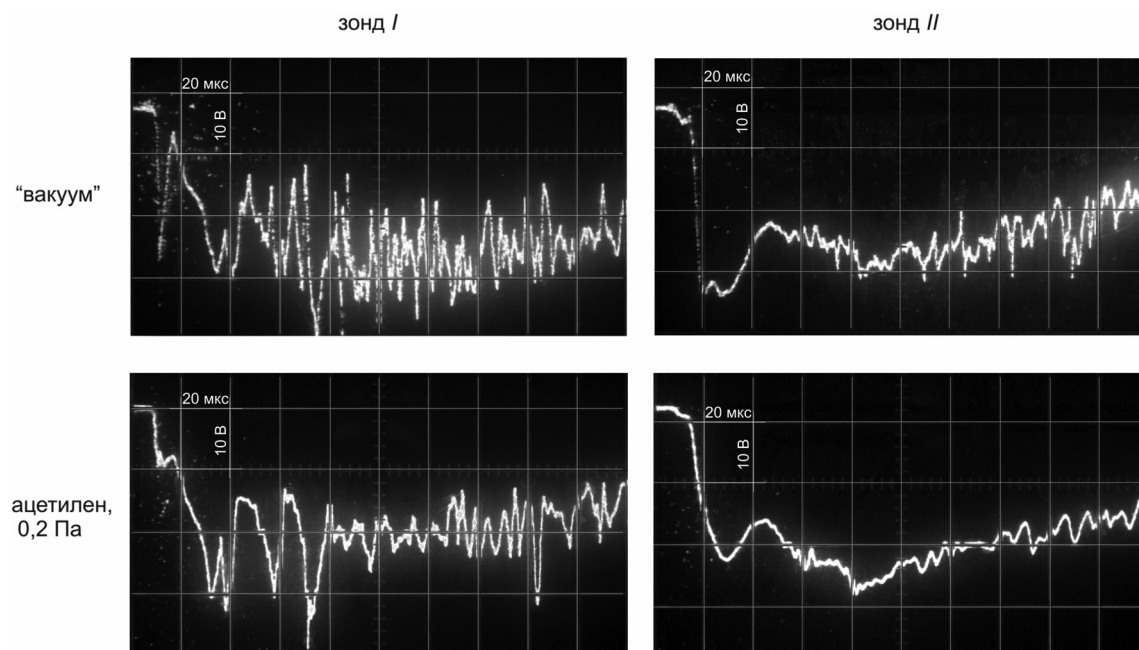 зонд I
зонд II
20 мкс
10 В
20 мкс
10 В
“вакуум”
20 мкс
10 В
20 мкс
10 В
ацетилен,
0,2 Па